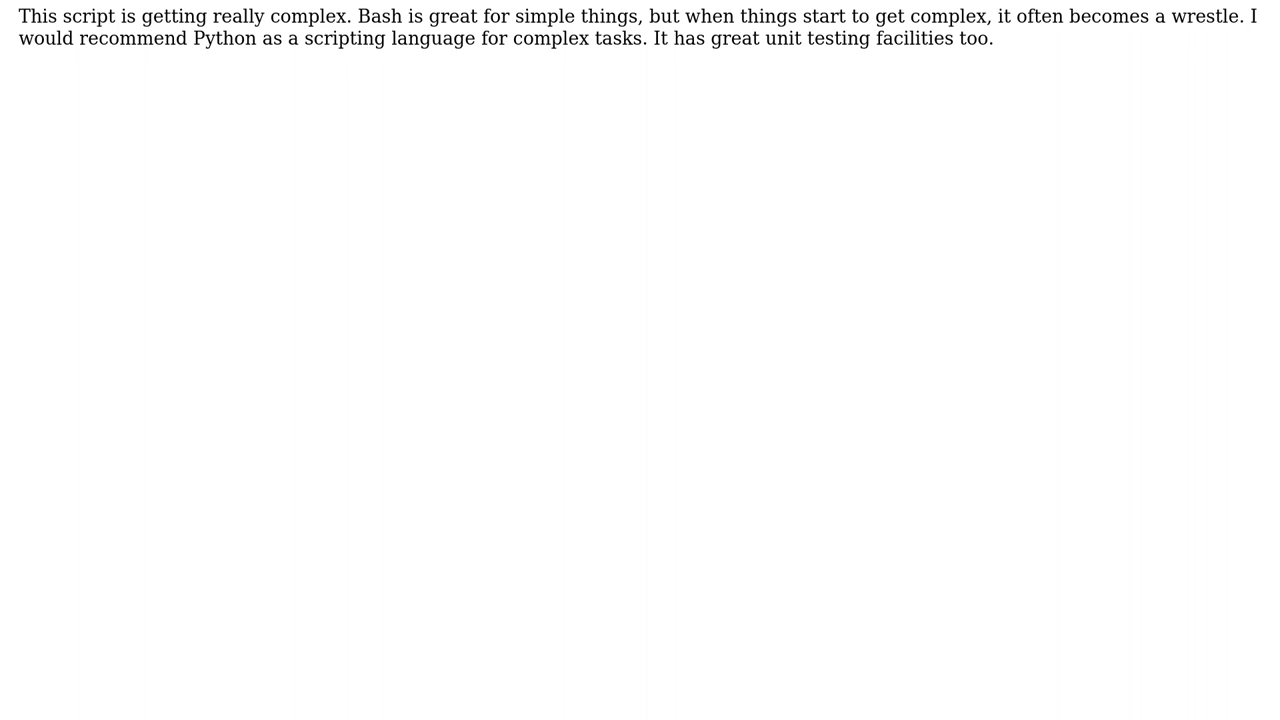 This script is getting really complex. Bash is great for simple things, but when things start to get complex, it often becomes a wrestle. I
would recommend Python as a scripting language for complex tasks. It has great unit testing facilities too.